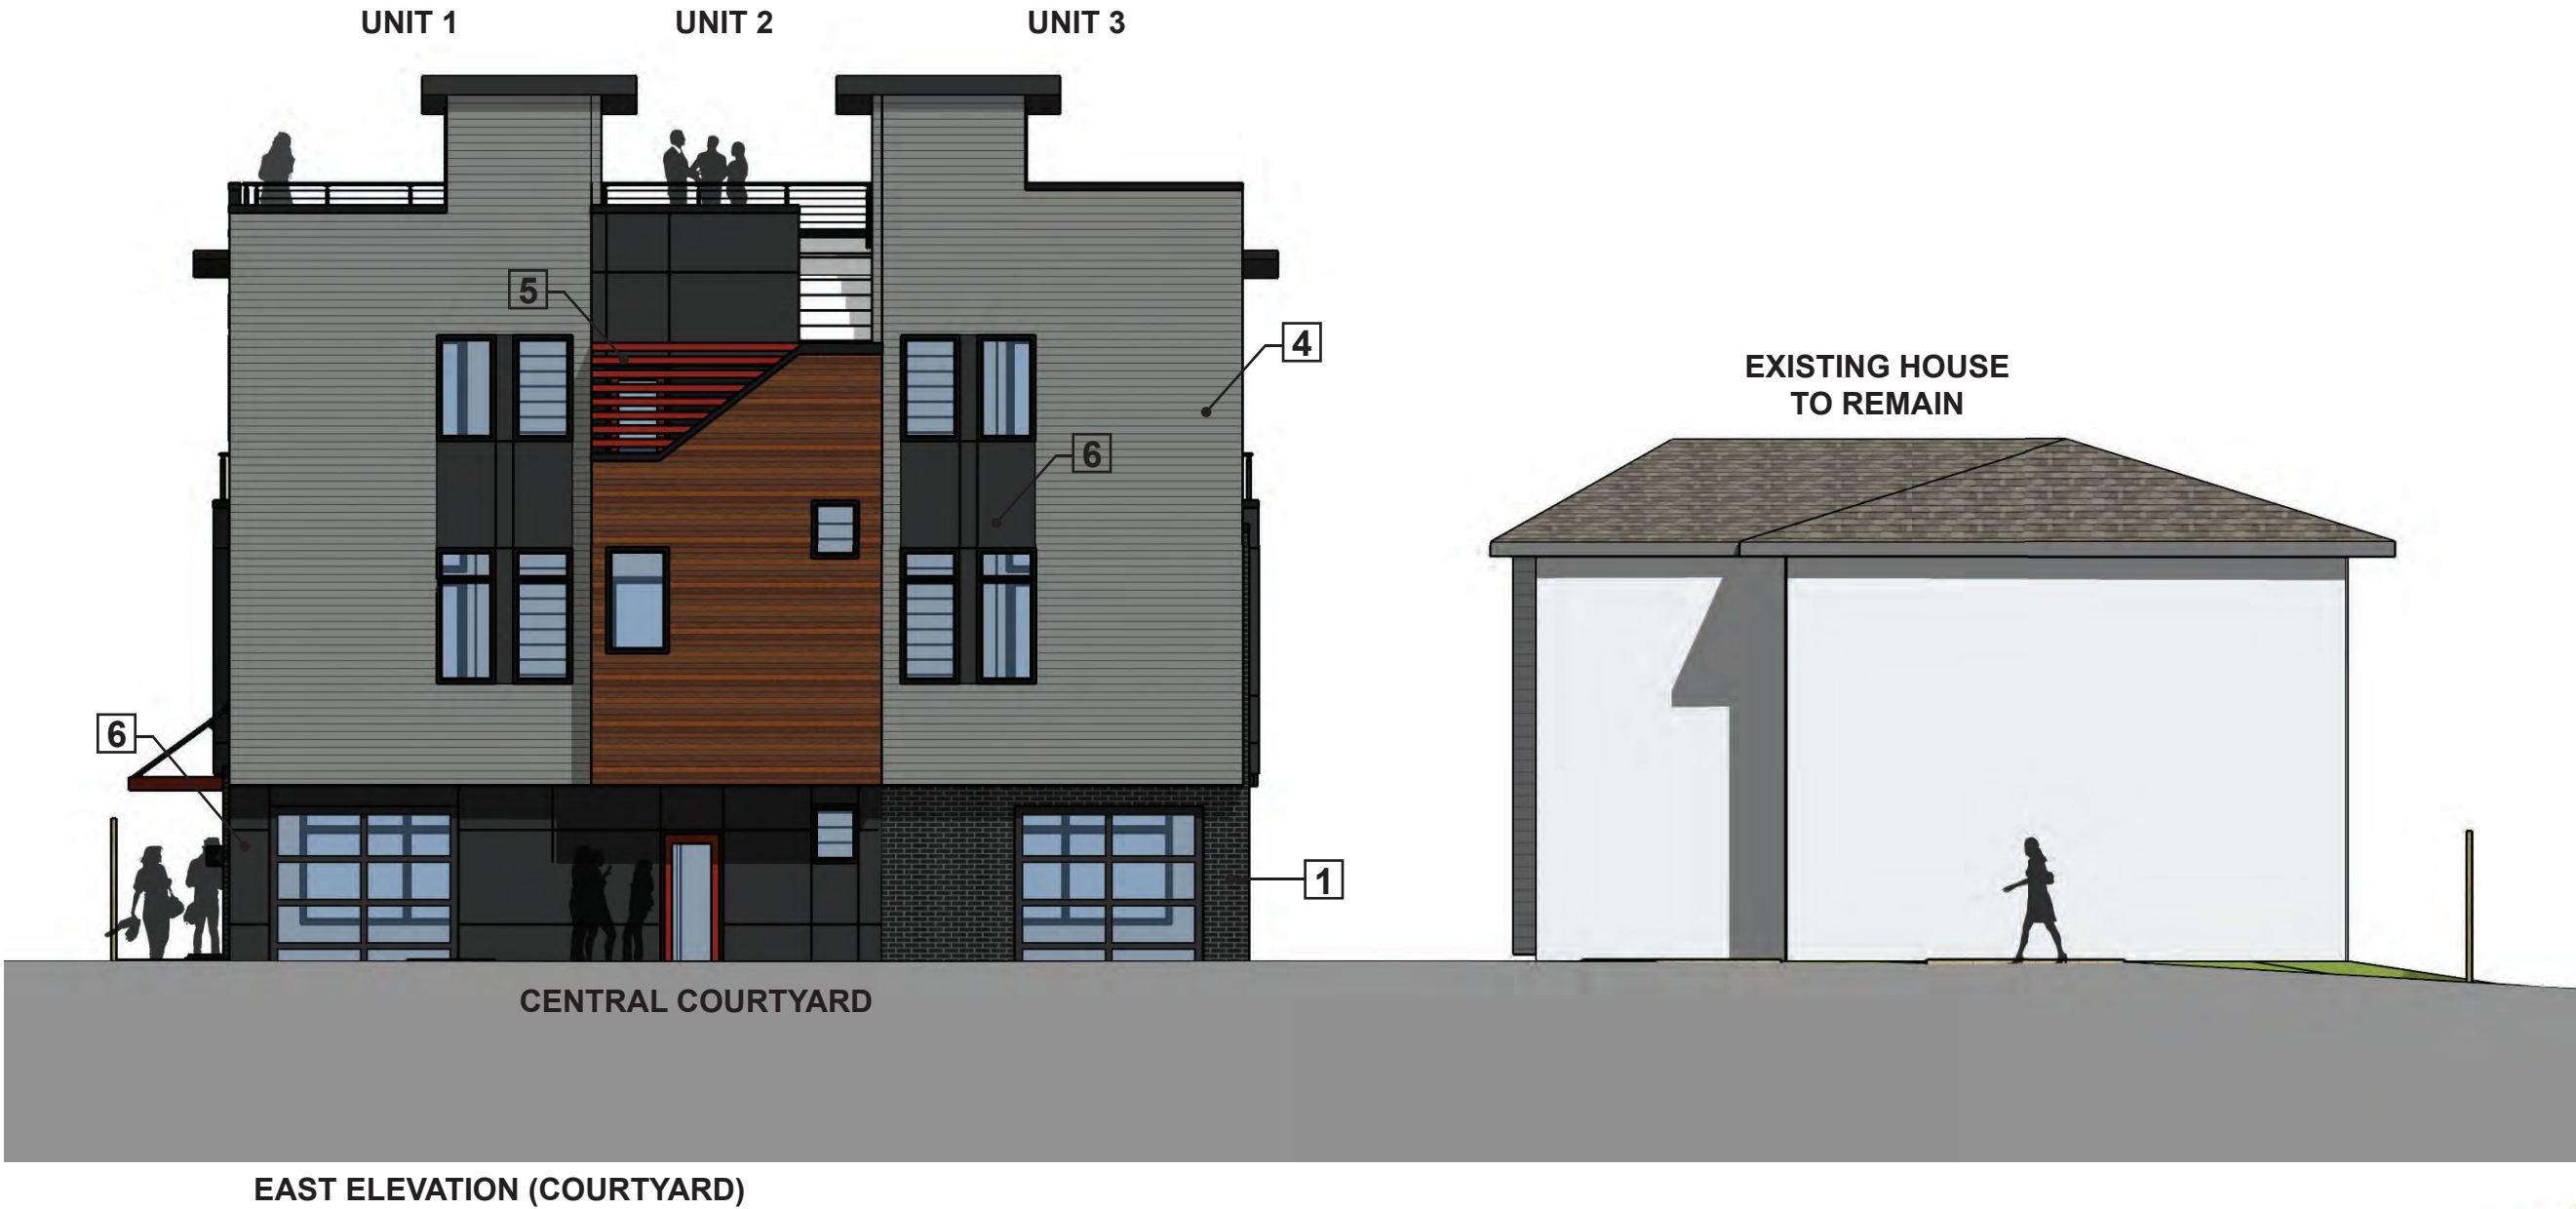 UNIT 1
UNIT 2
UNIT 3
5
4
EXISTING HOUSE
TO REMAIN
6
6
1
CENTRAL COURTYARD
EAST ELEVATION (COURTYARD)